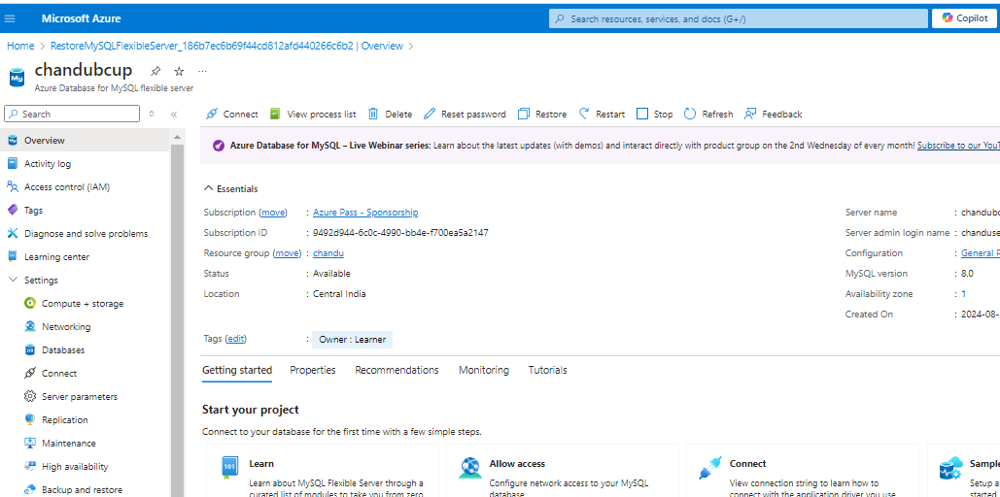 Microsoft Azure
Search resources, services, and docs (G+/)
Copilot
Home > RestoreMySQLFlexibleServer_186b7ec6b69f44cd812afd440266c6b2 | Overview >
chandubcup
My
Azure Database for MySQL flexible server
Search
Connect View process list Delete Reset password Restore Restart Stop Refresh Feedback
Overview
Activity log
Access control (IAM)
Tags
Diagnose and solve problems
Learning center
Settings
Compute + storage
Networking
Databases
Connect
Server parameters
Replication
Maintenance
High availability
Backup and restore
Azure Database for MySQL – Live Webinar series: Learn about the latest updates (with demos) and interact directly with product group on the 2nd Wednesday of every month! Subscribe to our YouT
Essentials
Subscription (move) : Azure Pass - Sponsorship
Subscription ID : 9492d944-6c0c-4990-bb4e-f700ea5a2147
Resource group (move) : chandu
Status : Available
Location : Central India
Server name : chandubc
Server admin login name : chanduse
Configuration : General P
MySQL version : 8.0
Availability zone : 1
Created On : 2024-08-
Tags (edit) : Owner : Learner
Getting started Properties Recommendations Monitoring Tutorials
Start your project
Connect to your database for the first time with a few simple steps.
101
Learn
Learn about MySQL Flexible Server through a
curated list of modules to take you from zero
Allow access
Configure network access to your MySQL
database.
Connect
View connection string to learn how to
connect with the application driver you use
Sample
Setup a
started